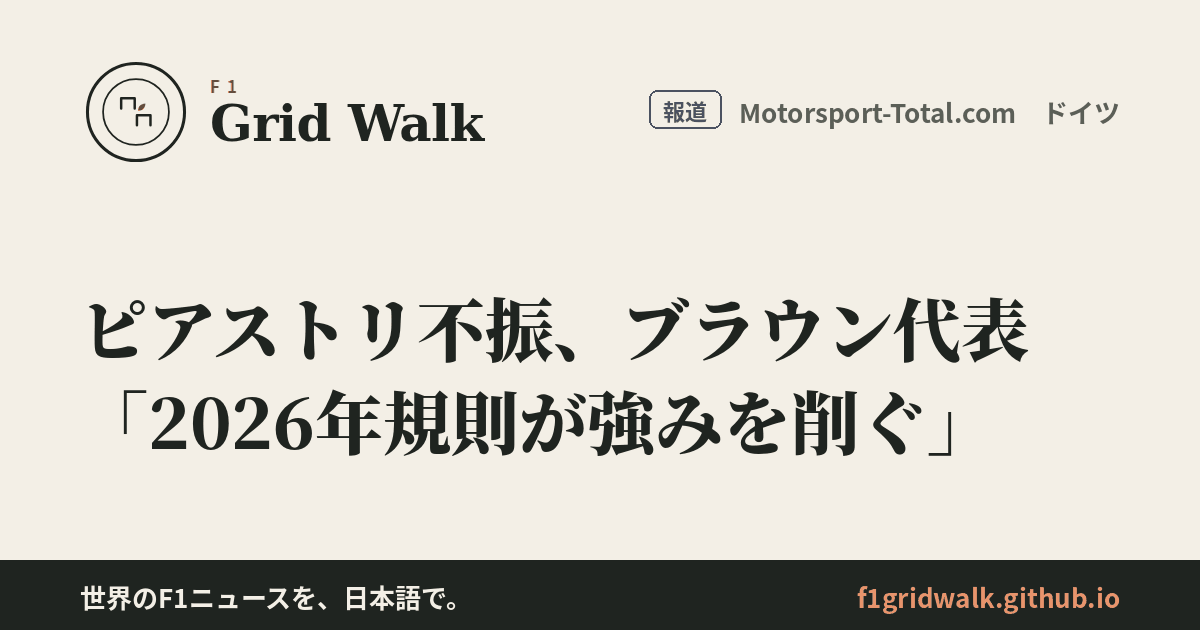 F1
Grid Walk
報道 Motorsport-Total.com ドイツ
ピアストリ不振、ブラウン代表
「2026年規則が強みを削ぐ」
世界のF1ニュースを、日本語で。
f1gridwalk.github.io